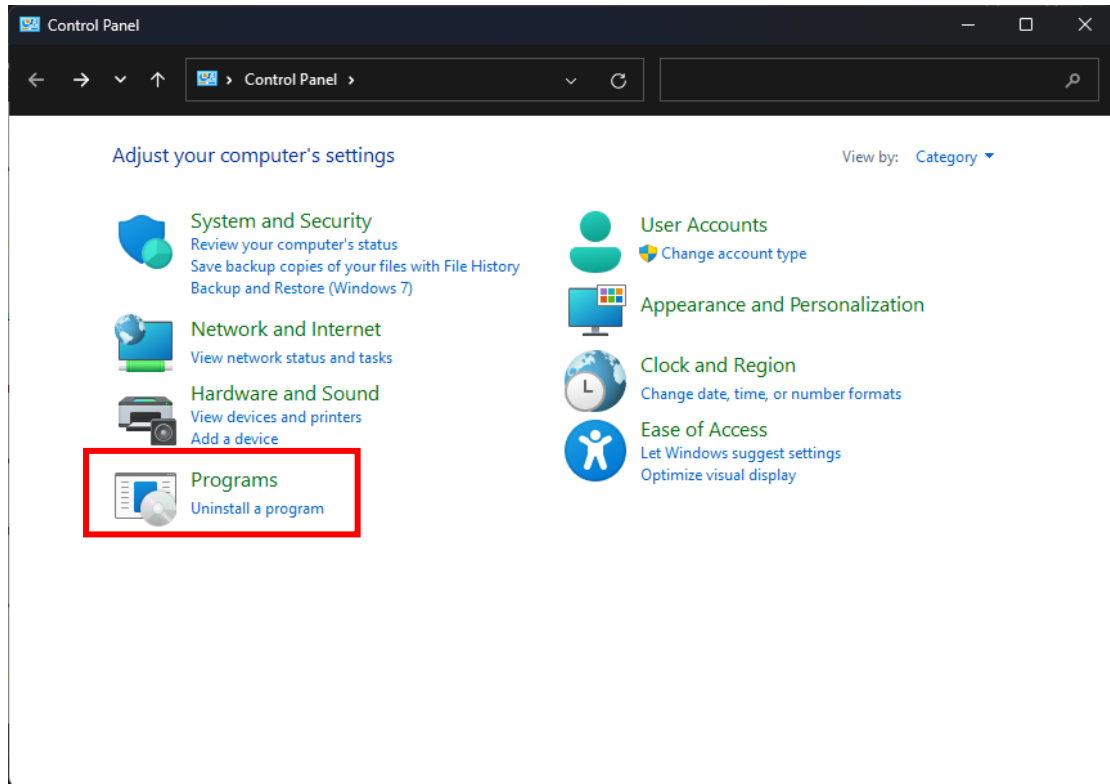 Control Panel
Control Panel
Adjust your computer's settings
View by: Category
System and Security
Review your computer's status
Save backup copies of your files with File History
Backup and Restore (Windows 7)
Network and Internet
View network status and tasks
Hardware and Sound
View devices and printers
Add a device
Programs
Uninstall a program
User Accounts
Change account type
Appearance and Personalization
Clock and Region
Change date, time, or number formats
Ease of Access
Let Windows suggest settings
Optimize visual display